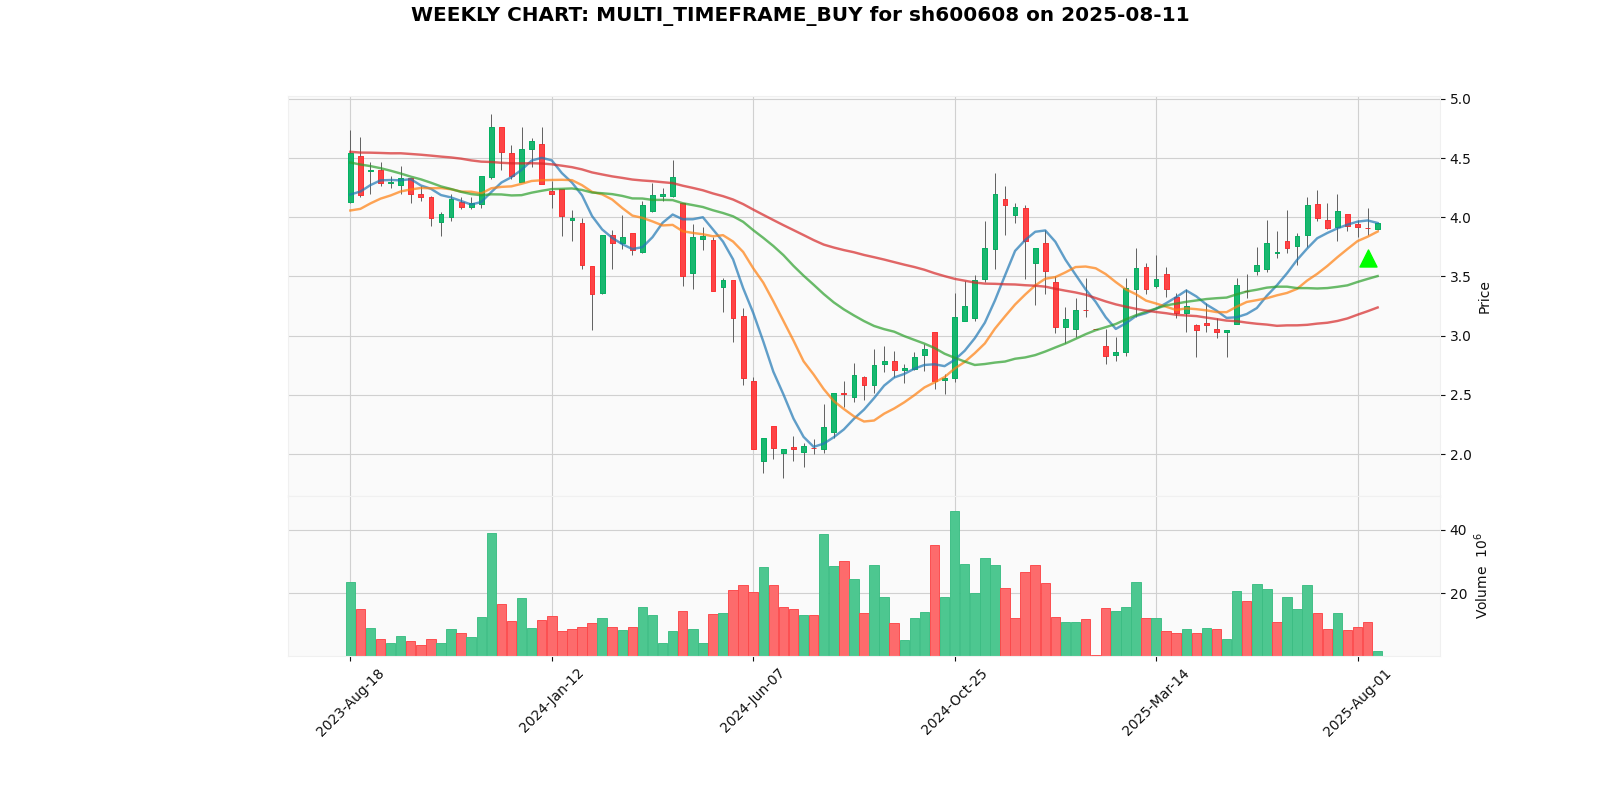 WEEKLY CHART: MULTI_TIMEFRAME_BUY for sh600608 on 2025-08-11
5.0
4.5
4.0
3.5
3.0
2.5
2.0
Price
40
20
Volume 10^6
2023-Aug-18
2024-Jan-12
2024-Jun-07
2024-Oct-25
2025-Mar-14
2025-Aug-01